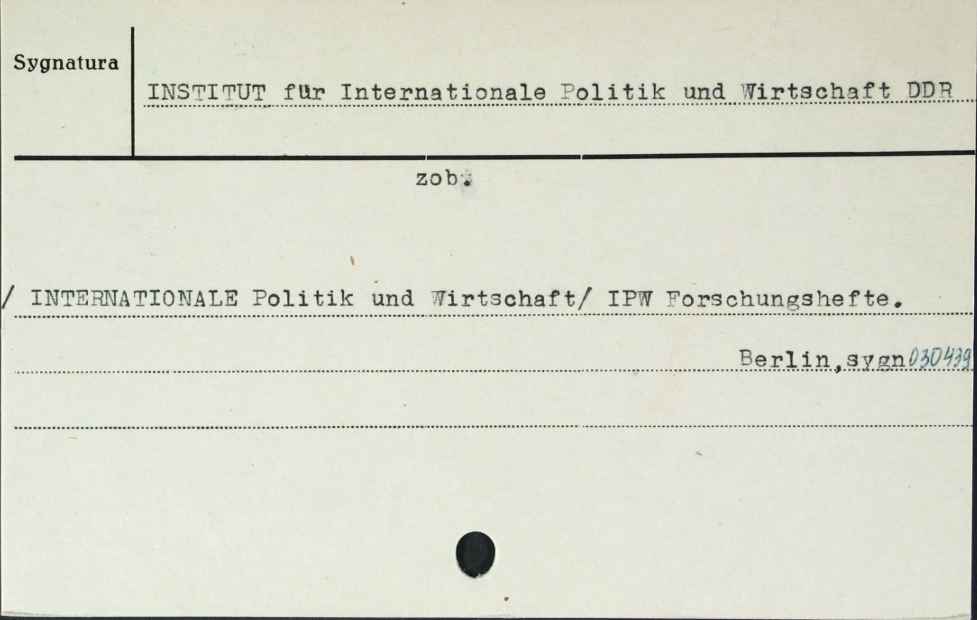 Sygnatura
INSTITUT für Internationale Politik und Wirtschaft DDR
zob.
/ INTERNATIONALE Politik und Wirtschaft/ IPW Forschungshefte.
Berlin,sygn030439